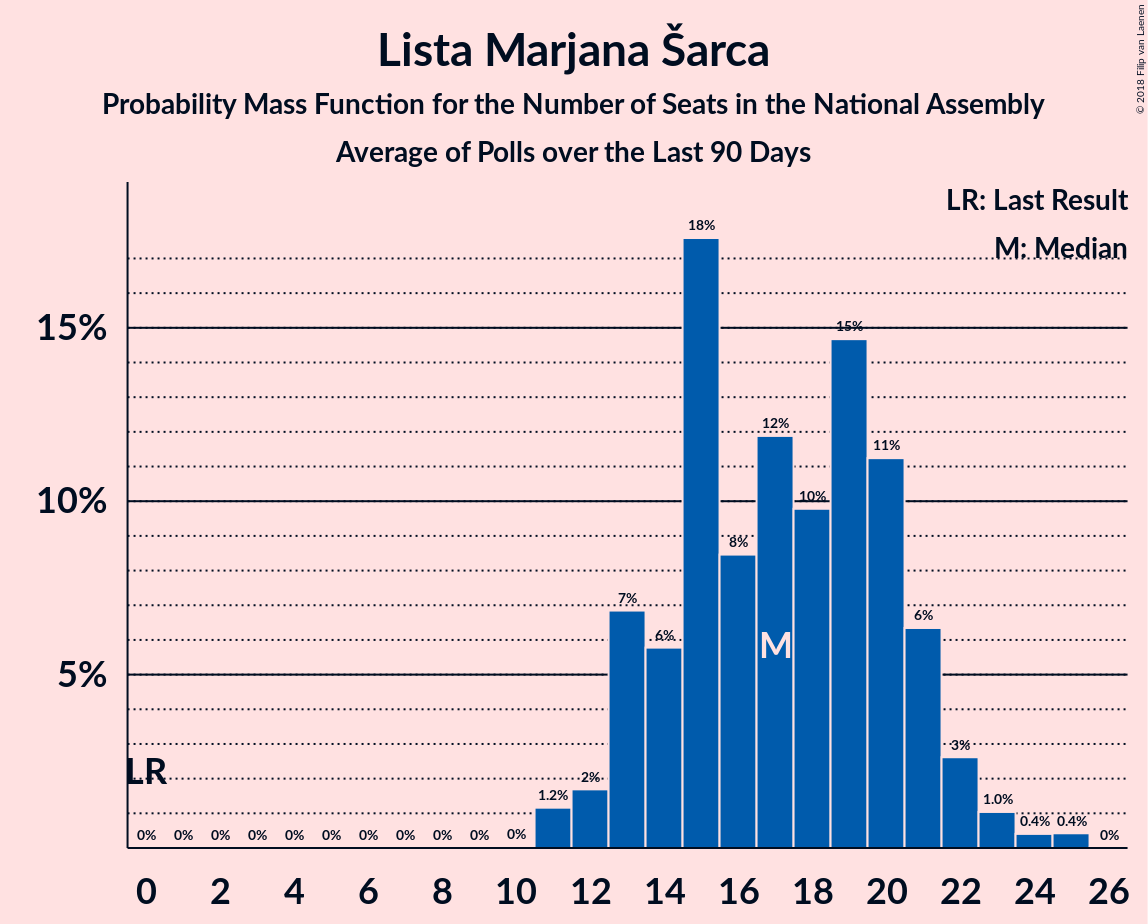 Lista Marjana Šarca
Probability Mass Function for the Number of Seats in the National Assembly
Average of Polls over the Last 90 Days
© 2018 Filip van Laenen
LR: Last Result
M: Median
15%
10%
5%
0% 0% 0% 0% 0% 0% 0% 0% 0% 0% 0% 1.2% 2% 7% 6% 18% 8% 12% 10% 15% 11% 6% 3% 1.0% 0.4% 0.4% 0%
M
LR
0 2 4 6 8 10 12 14 16 18 20 22 24 26